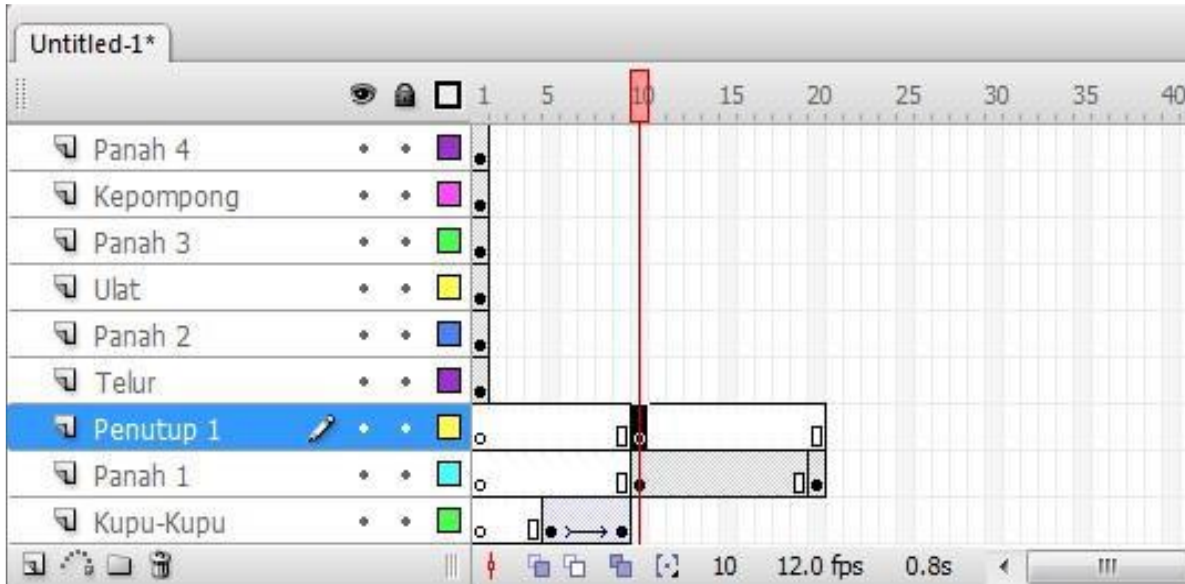 Untitled-1*
1 5 10 15 20 25 30 35 40
Panah 4
Kepompong
Panah 3
Ulat
Panah 2
Telur
Penutup 1
Panah 1
Kupu-Kupu
10 12.0 fps 0.8s